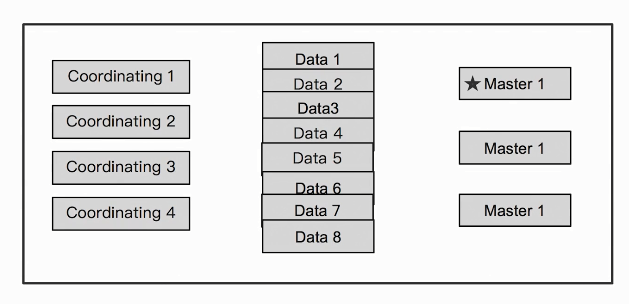 Coordinating 1
Coordinating 2
Coordinating 3
Coordinating 4
Data 1
Data 2
Data3
Data 4
Data 5
Data 6
Data 7
Data 8
★ Master 1
Master 1
Master 1